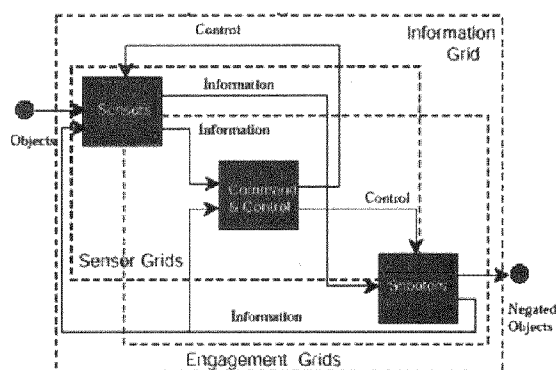 Control
Information
Grid
Sensors
Information
Objects
Information
Command
& Control
Control
Sensor Grids
Shooters
Information
Negated
Objects
Engagement Grids